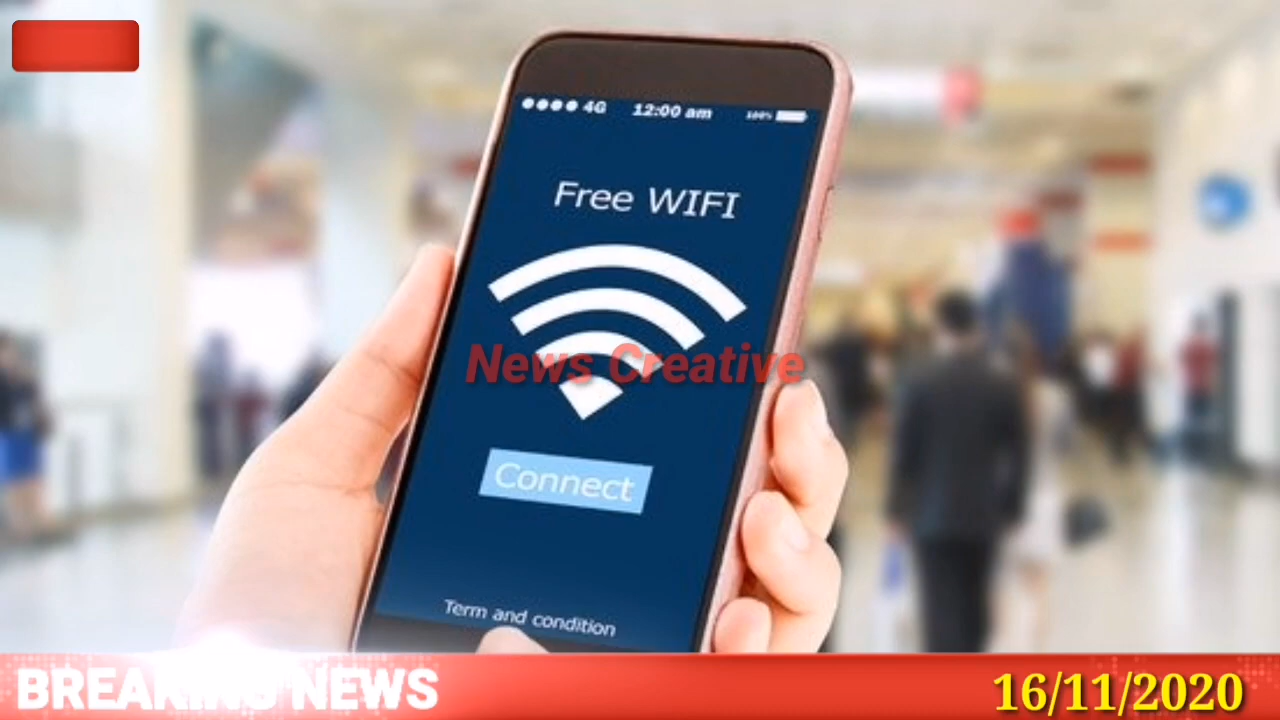 4G 12:00 am 100%
Free WIFI
News Creative
Connect
Term and condition
BREAKING NEWS 16/11/2020